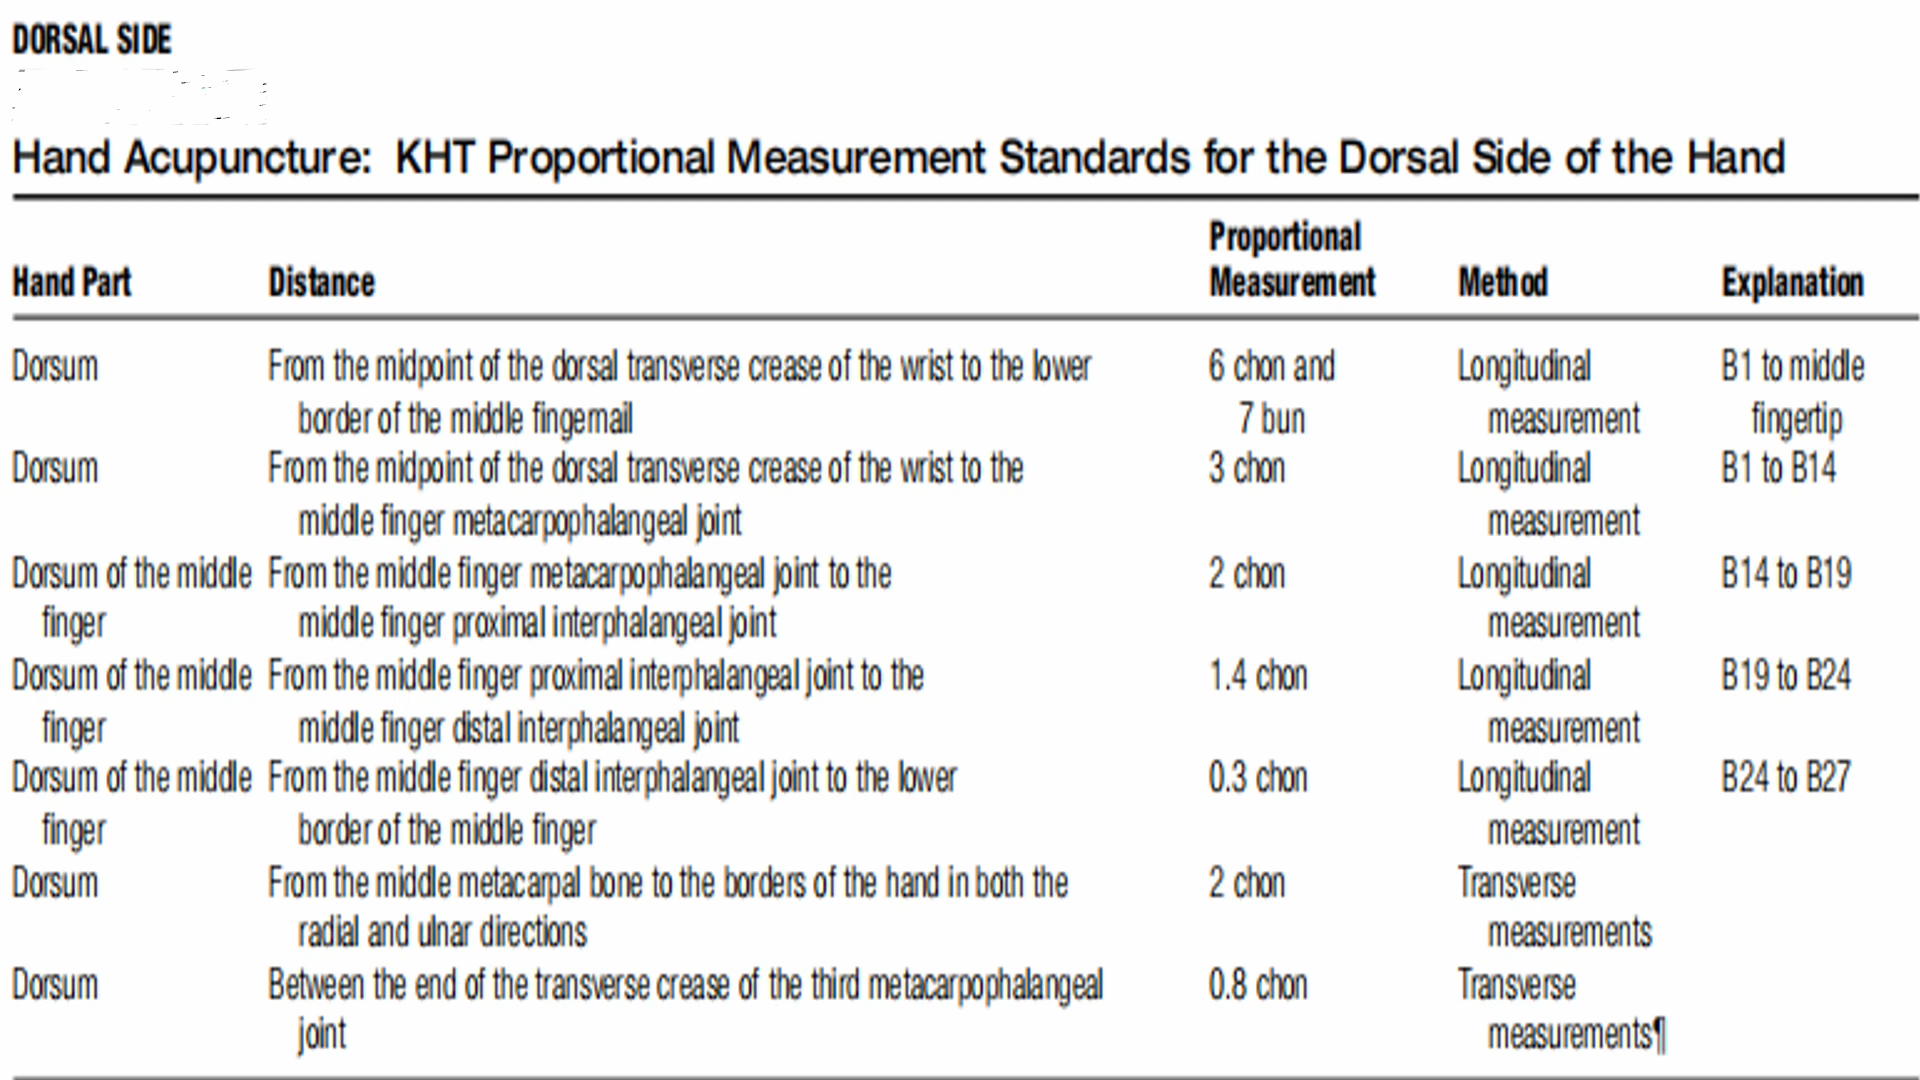 DORSAL SIDE
Hand Acupuncture: KHT Proportional Measurement Standards for the Dorsal Side of the Hand
Proportional
Hand Part Distance Measurement Method Explanation
Dorsum From the midpoint of the dorsal transverse crease of the wrist to the lower 6 chon and Longitudinal B1 to middle
border of the middle fingernail 7 bun measurement fingertip
Dorsum From the midpoint of the dorsal transverse crease of the wrist to the 3 chon Longitudinal B1 to B14
middle finger metacarpophalangeal joint measurement
Dorsum of the middle From the middle finger metacarpophalangeal joint to the 2 chon Longitudinal B14 to B19
finger middle finger proximal interphalangeal joint measurement
Dorsum of the middle From the middle finger proximal interphalangeal joint to the 1.4 chon Longitudinal B19 to B24
finger middle finger distal interphalangeal joint measurement
Dorsum of the middle From the middle finger distal interphalangeal joint to the lower 0.3 chon Longitudinal B24 to B27
finger border of the middle finger measurement
Dorsum From the middle metacarpal bone to the borders of the hand in both the 2 chon Transverse
radial and ulnar directions measurements
Dorsum Between the end of the transverse crease of the third metacarpophalangeal 0.8 chon Transverse
joint measurements¶